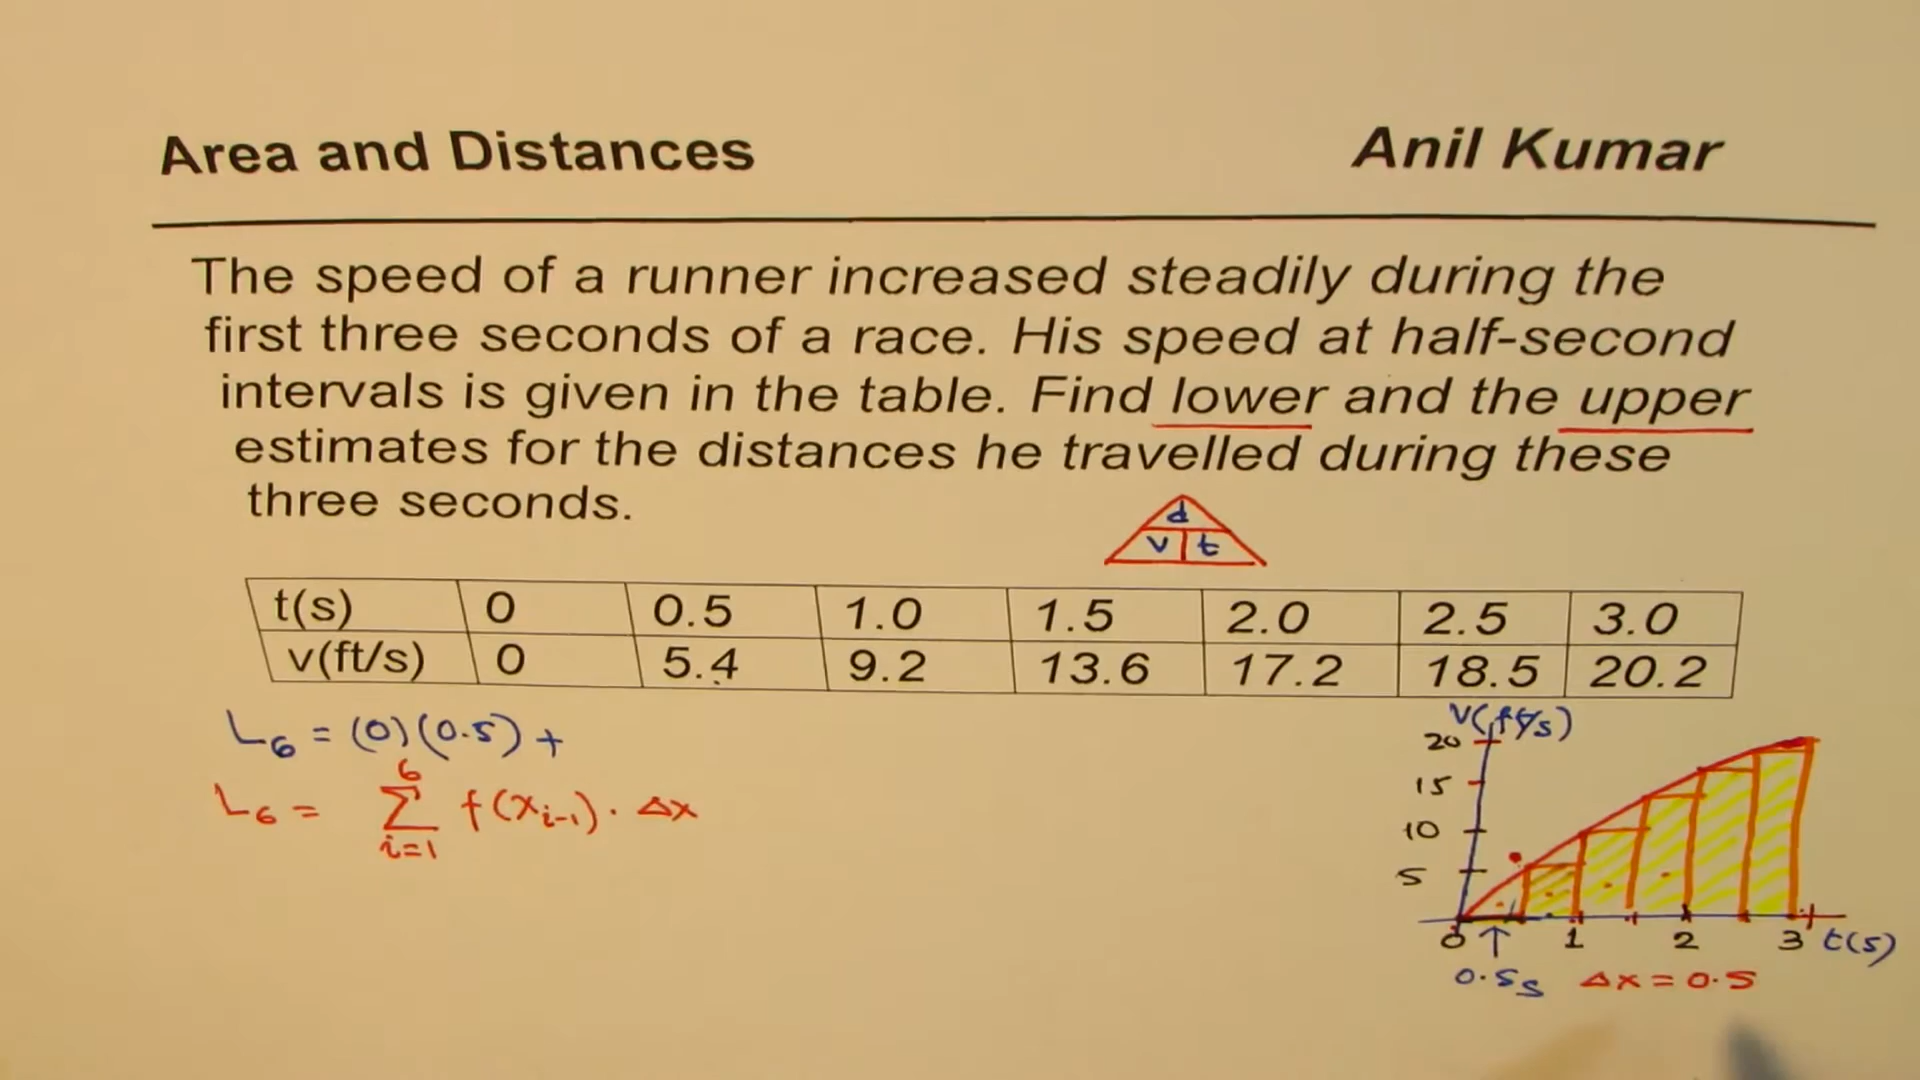 Area and Distances
Anil Kumar
The speed of a runner increased steadily during the
first three seconds of a race. His speed at half-second
intervals is given in the table. Find lower and the upper
estimates for the distances he travelled during these
three seconds.
d
v t
t(s) 0 0.5 1.0 1.5 2.0 2.5 3.0
v(ft/s) 0 5.4 9.2 13.6 17.2 18.5 20.2
L₆ = (0)(0.5) +
6
L₆ = Σ f(xᵢ₋₁) · Δx
i=1
v(ft/s)
20
15
10
5
0 1 2 3 t(s)
0.5s Δx = 0.5